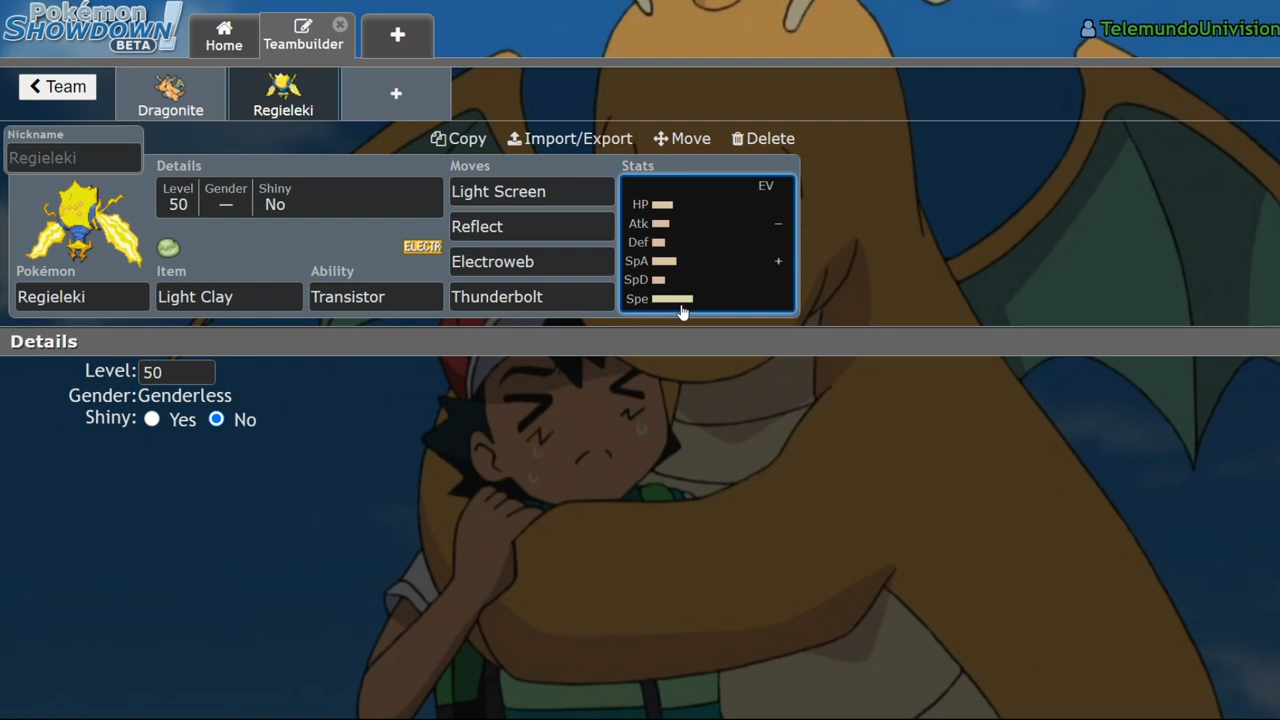 Pokémon
SHOWDOWN!
BETA
Home
Teambuilder
+
TelemundoUnivision
Team
Dragonite
Regieleki
+
Nickname
Regieleki
Copy
Import/Export
Move
Delete
Details
Level
50
Gender
—
Shiny
No
ELECTR
Pokémon
Regieleki
Item
Light Clay
Ability
Transistor
Moves
Light Screen
Reflect
Electroweb
Thunderbolt
Stats
EV
HP
Atk −
Def
SpA +
SpD
Spe
Details
Level: 50
Gender: Genderless
Shiny: Yes No